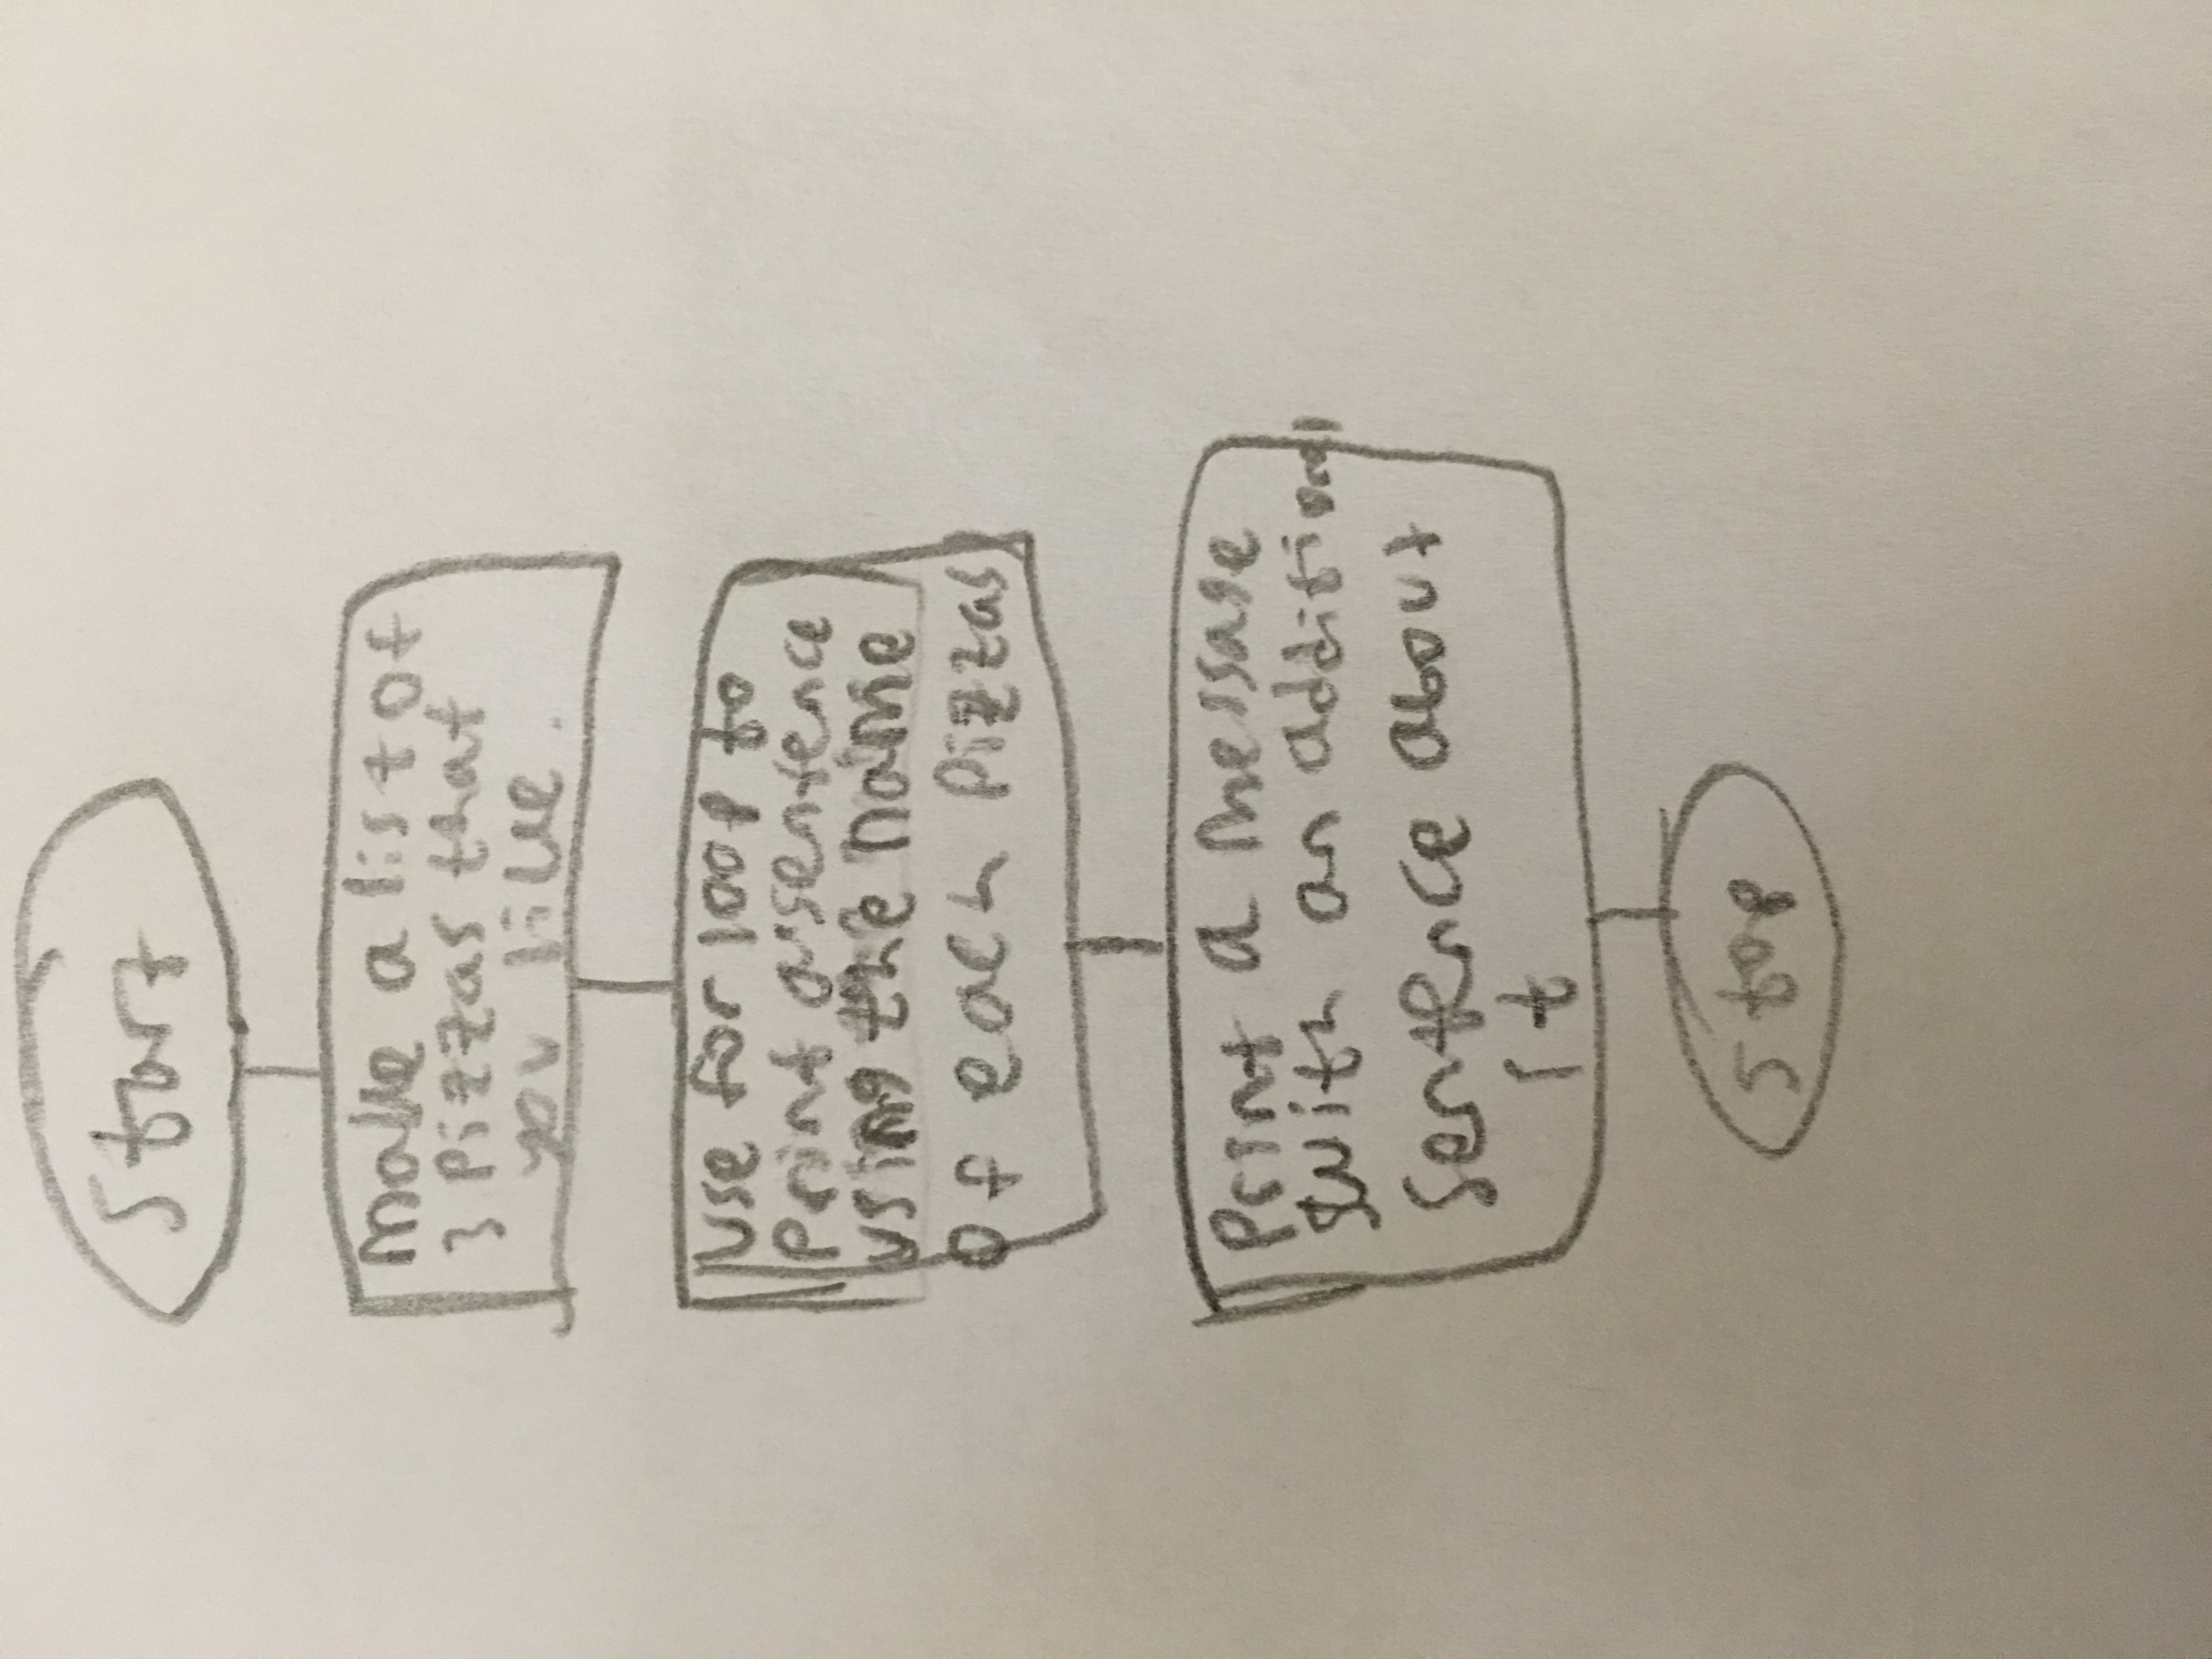 Start
Make a list of
3 Pizzas that
you like.
Use for loop to
Print a sentence
using the name
of each Pizzas
Print a message
with an additional
Sentence about
it
Stop